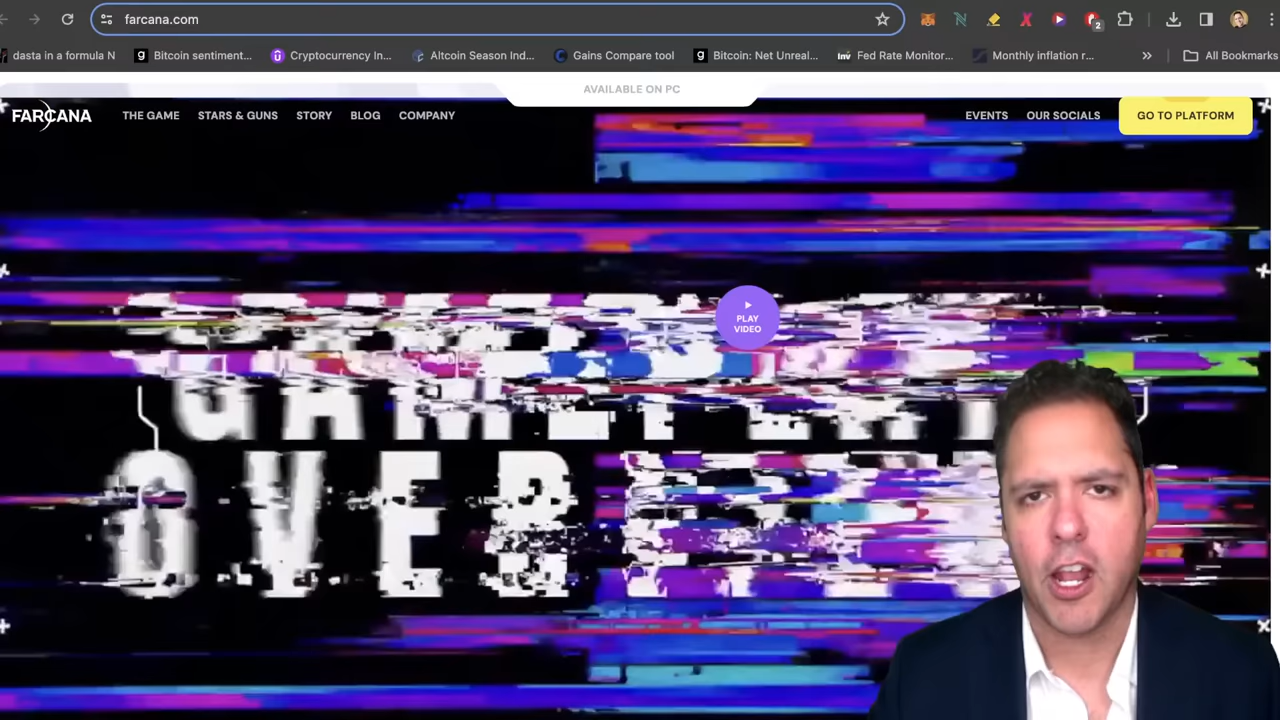 farcana.com
2
dasta in a formula N
Bitcoin sentiment...
Cryptocurrency In...
Altcoin Season Ind...
Gains Compare tool
Bitcoin: Net Unreal...
Fed Rate Monitor...
Monthly inflation r...
»
All Bookmarks
AVAILABLE ON PC
FARCANA
THE GAME
STARS & GUNS
STORY
BLOG
COMPANY
EVENTS
OUR SOCIALS
GO TO PLATFORM
PLAY
VIDEO
OVER